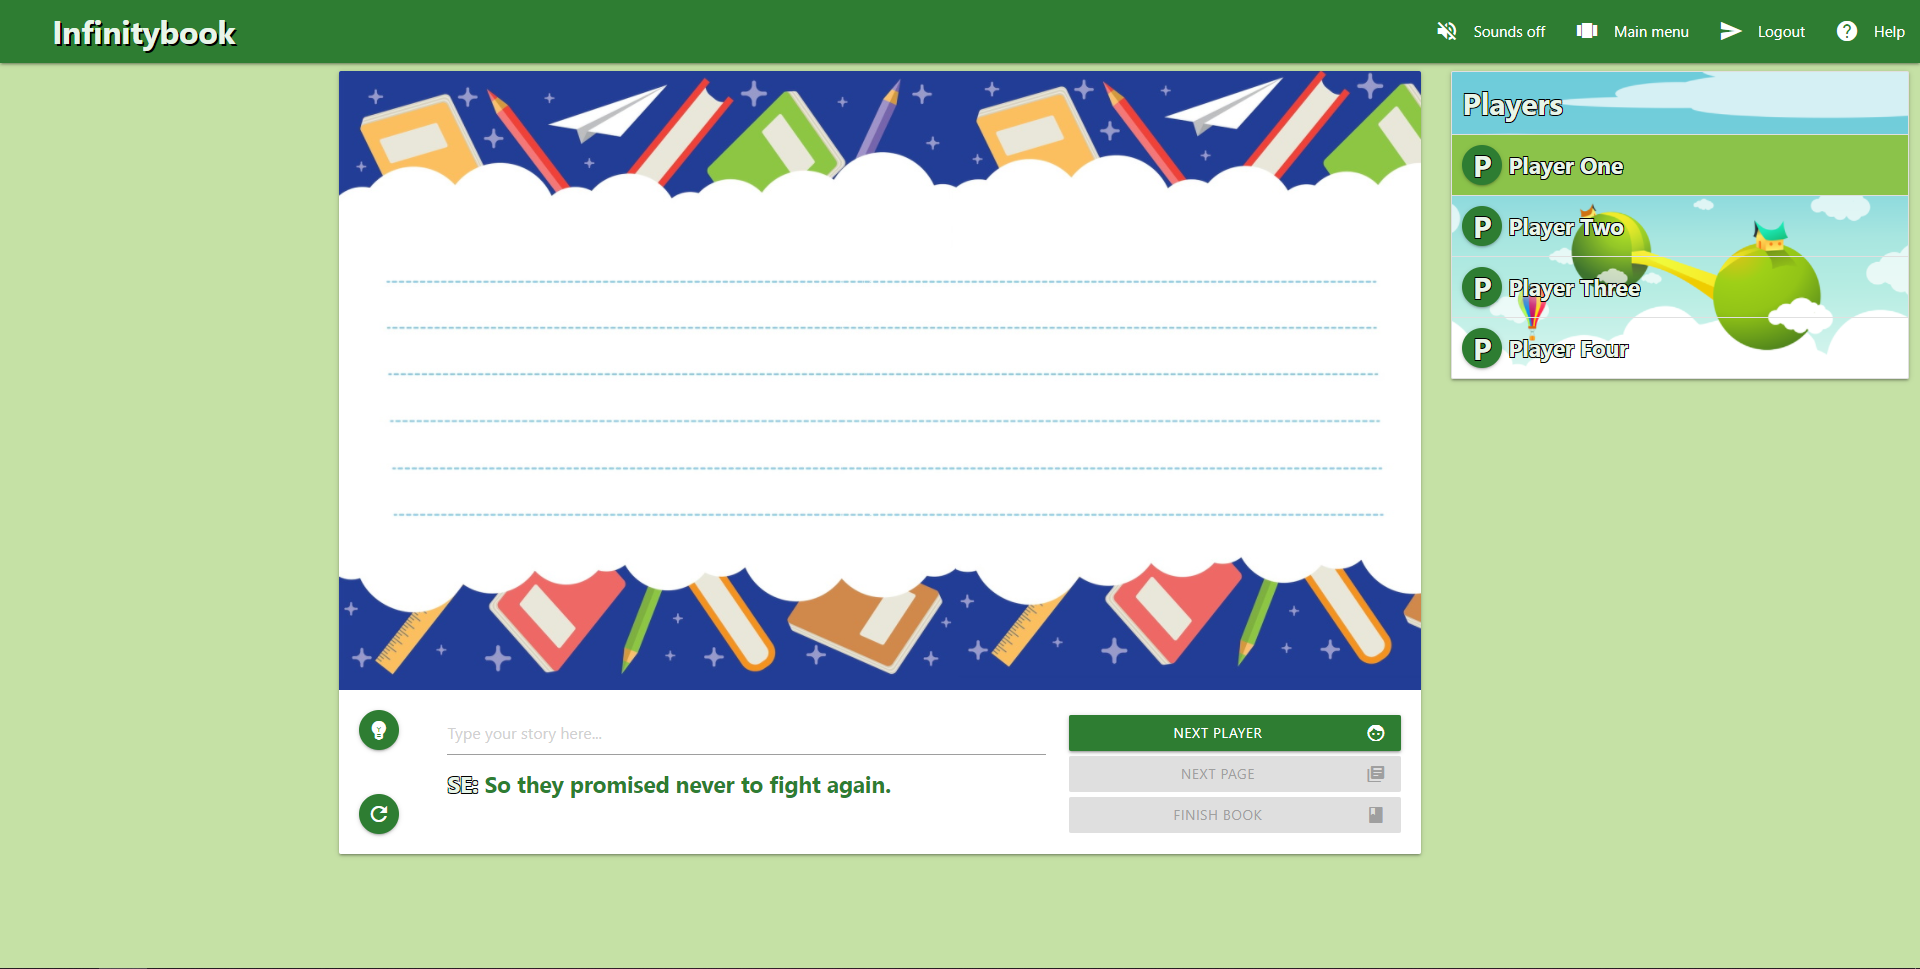 Infinitybook
Sounds off
Main menu
Logout
Help
Players
P Player One
P Player Two
P Player Three
P Player Four
Type your story here...
SE: So they promised never to fight again.
NEXT PLAYER
NEXT PAGE
FINISH BOOK